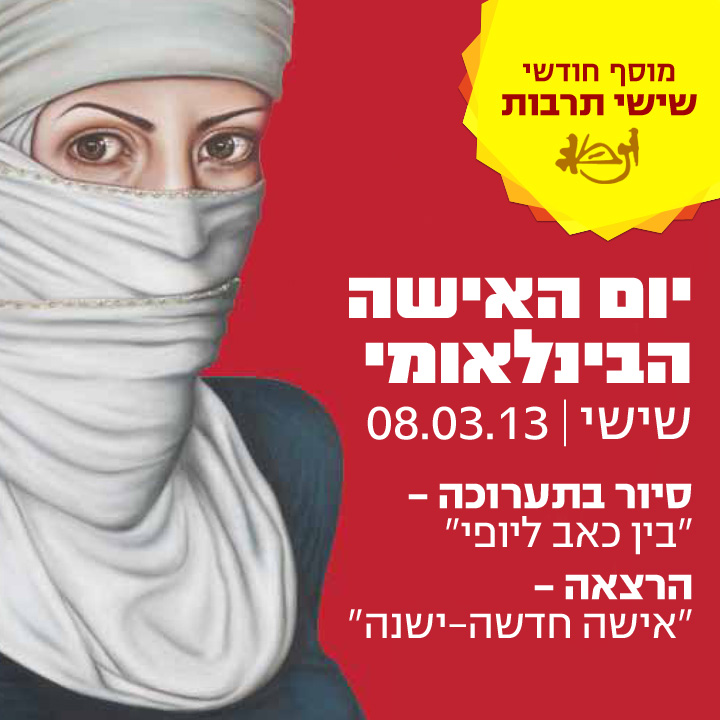 מוסף חודשי
שישי תרבות
יום האישה
הבינלאומי
שישי | 08.03.13
סיור בתערוכה –
"בין כאב ליופי"
הרצאה –
"אישה חדשה-ישנה"